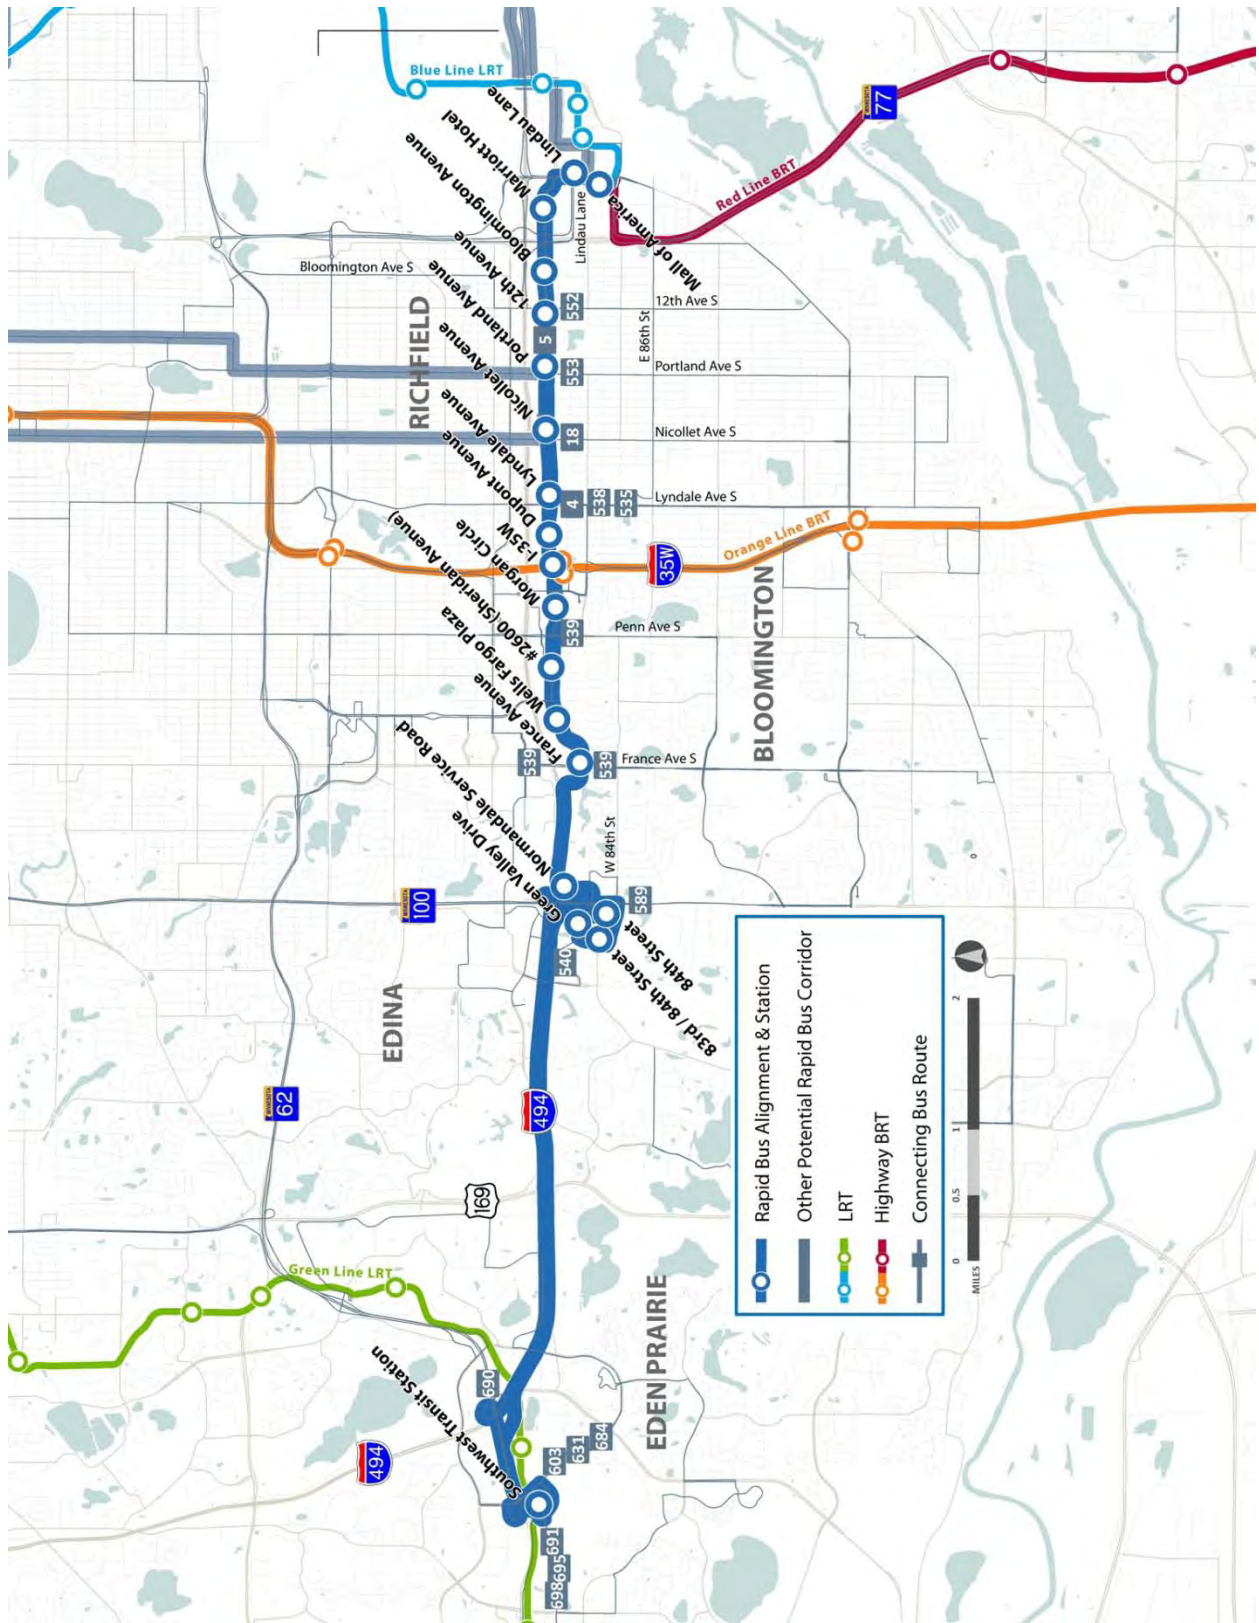 Blue Line LRT
Lindau Lane
Marriott Hotel
Bloomington Avenue
12th Avenue
Portland Avenue
Nicollet Avenue
Lyndale Avenue
Dupont Avenue
I-35W
Morgan Circle
#2600 (Sheridan Avenue)
Wells Fargo Plaza
France Avenue
Normandale Service Road
Green Valley Drive
83rd / 84th Street
84th Street
Southwest Transit Station
Mall of America
Lindau Lane
Red Line BRT
MINNESOTA
77
Bloomington Ave S
RICHFIELD
552
5
553
18
4
538
535
12th Ave S
E 86th St
Portland Ave S
Nicollet Ave S
Lyndale Ave S
Orange Line BRT
35W
BLOOMINGTON
539
Penn Ave S
539
539
France Ave S
W 84th St
MINNESOTA
100
589
540
EDINA
MINNESOTA
62
494
169
Green Line LRT
EDEN PRAIRIE
494
690
603
631
684
691
695
698
Rapid Bus Alignment & Station
Other Potential Rapid Bus Corridor
LRT
Highway BRT
Connecting Bus Route
MILES
0 0.5 1 2